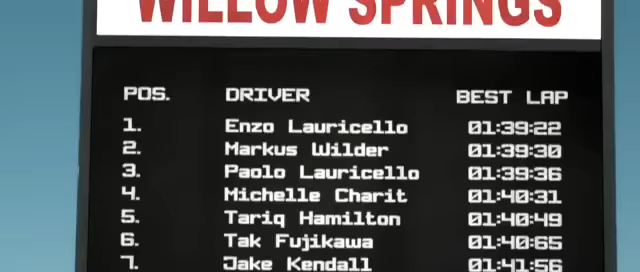 WILLOW SPRINGS
POS. DRIVER BEST LAP
1. Enzo Lauricello 01:39:22
2. Markus Wilder 01:39:30
3. Paolo Lauricello 01:39:36
4. Michelle Charit 01:40:31
5. Tariq Hamilton 01:40:49
6. Tak Fujikawa 01:40:65
7. Jake Kendall 01:41:56